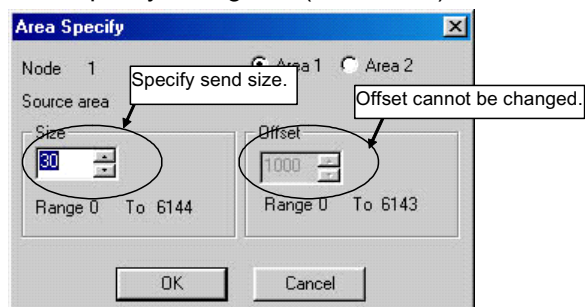 Area Specify
Node 1
Area 1 Area 2
Specify send size.
Source area
Offset cannot be changed.
Size
Offset
30
1000
Range 0 To 6144
Range 0 To 6143
OK
Cancel